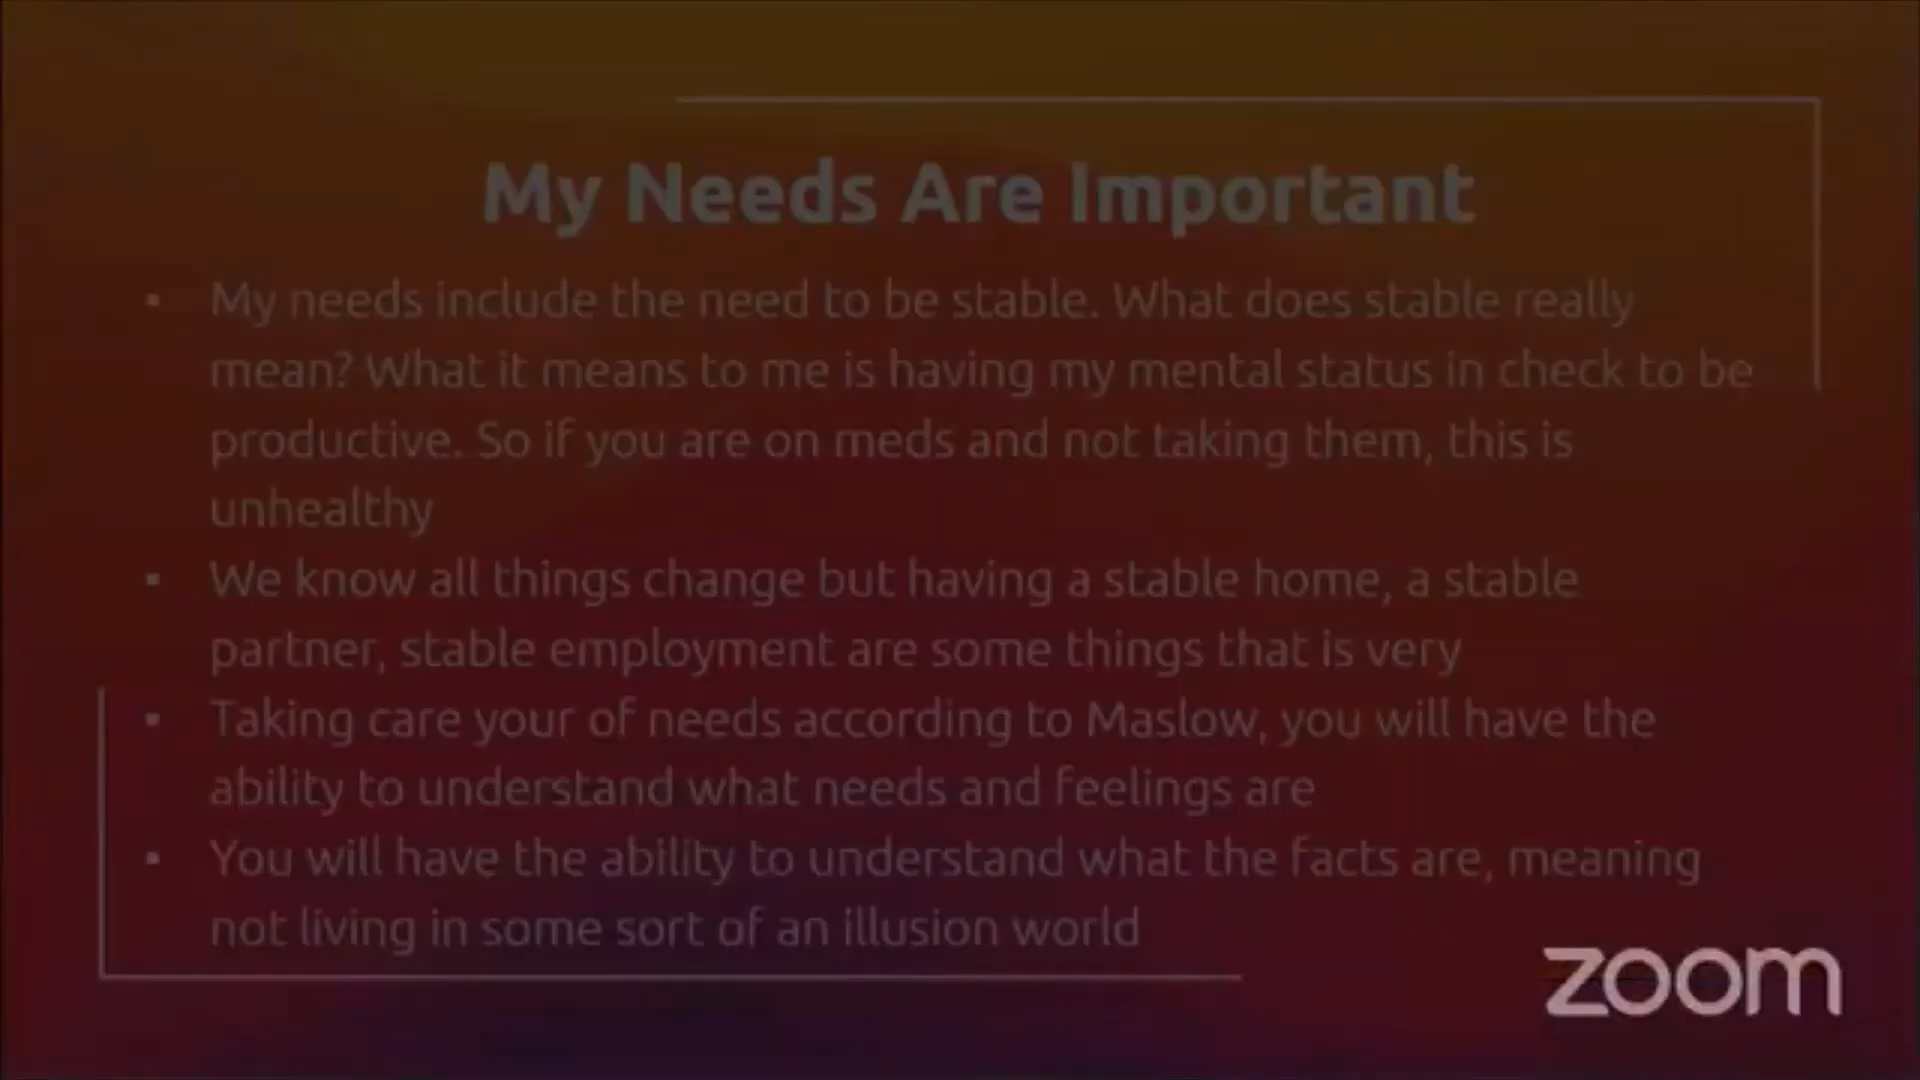 My Needs Are Important
▪ My needs include the need to be stable. What does stable really
mean? What it means to me is having my mental status in check to be
productive. So if you are on meds and not taking them, this is
unhealthy
▪ We know all things change but having a stable home, a stable
partner, stable employment are some things that is very
▪ Taking care your of needs according to Maslow, you will have the
ability to understand what needs and feelings are
▪ You will have the ability to understand what the facts are, meaning
not living in some sort of an illusion world
zoom